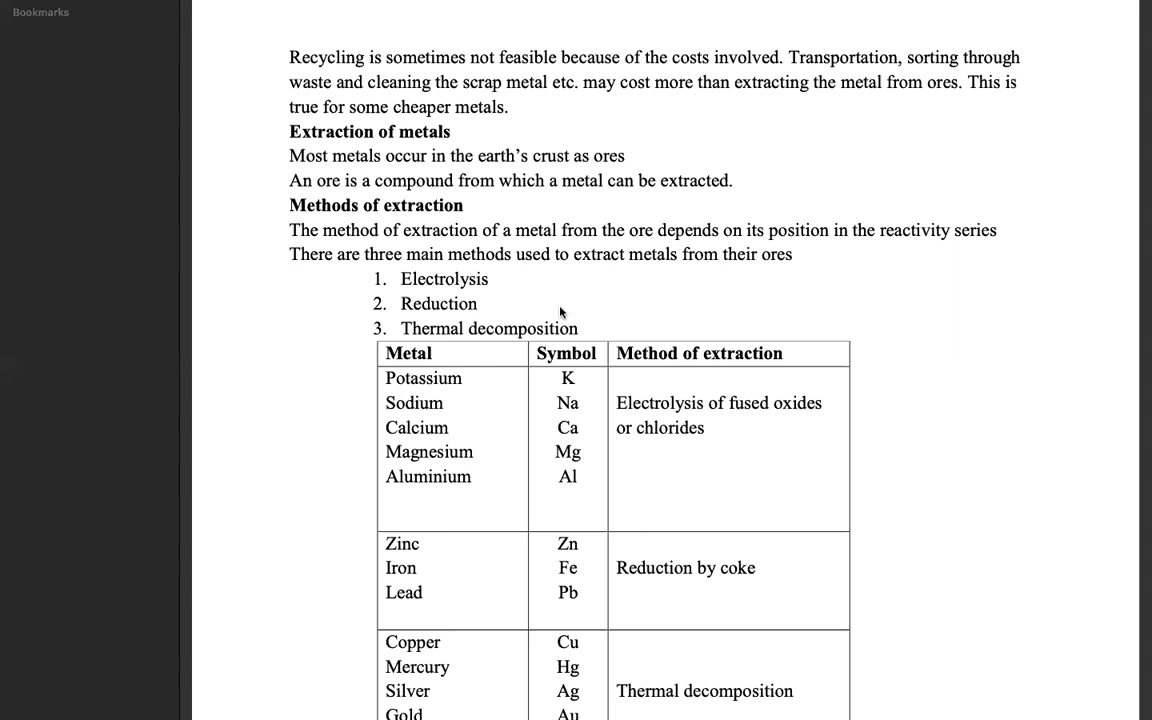 Bookmarks
Recycling is sometimes not feasible because of the costs involved. Transportation, sorting through
waste and cleaning the scrap metal etc. may cost more than extracting the metal from ores. This is
true for some cheaper metals.
Extraction of metals
Most metals occur in the earth’s crust as ores
An ore is a compound from which a metal can be extracted.
Methods of extraction
The method of extraction of a metal from the ore depends on its position in the reactivity series
There are three main methods used to extract metals from their ores
1. Electrolysis
2. Reduction
3. Thermal decomposition
Metal Symbol Method of extraction
Potassium K
Sodium Na Electrolysis of fused oxides
Calcium Ca or chlorides
Magnesium Mg
Aluminium Al
Zinc Zn
Iron Fe Reduction by coke
Lead Pb
Copper Cu
Mercury Hg
Silver Ag Thermal decomposition
Gold Au